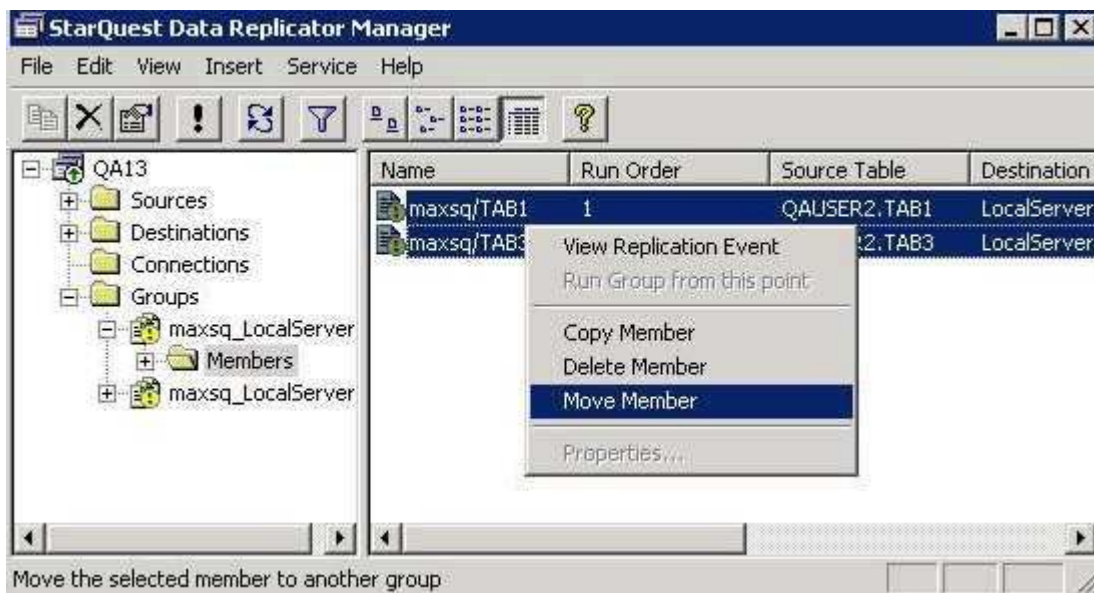 StarQuest Data Replicator Manager
File Edit View Insert Service Help
QA13
Sources
Destinations
Connections
Groups
maxsq_LocalServer
Members
maxsq_LocalServer
Name Run Order Source Table Destination
maxsq/TAB1 1 QAUSER2.TAB1 LocalServer
maxsq/TAB3 R2.TAB3 LocalServer
View Replication Event
Run Group from this point
Copy Member
Delete Member
Move Member
Properties...
Move the selected member to another group